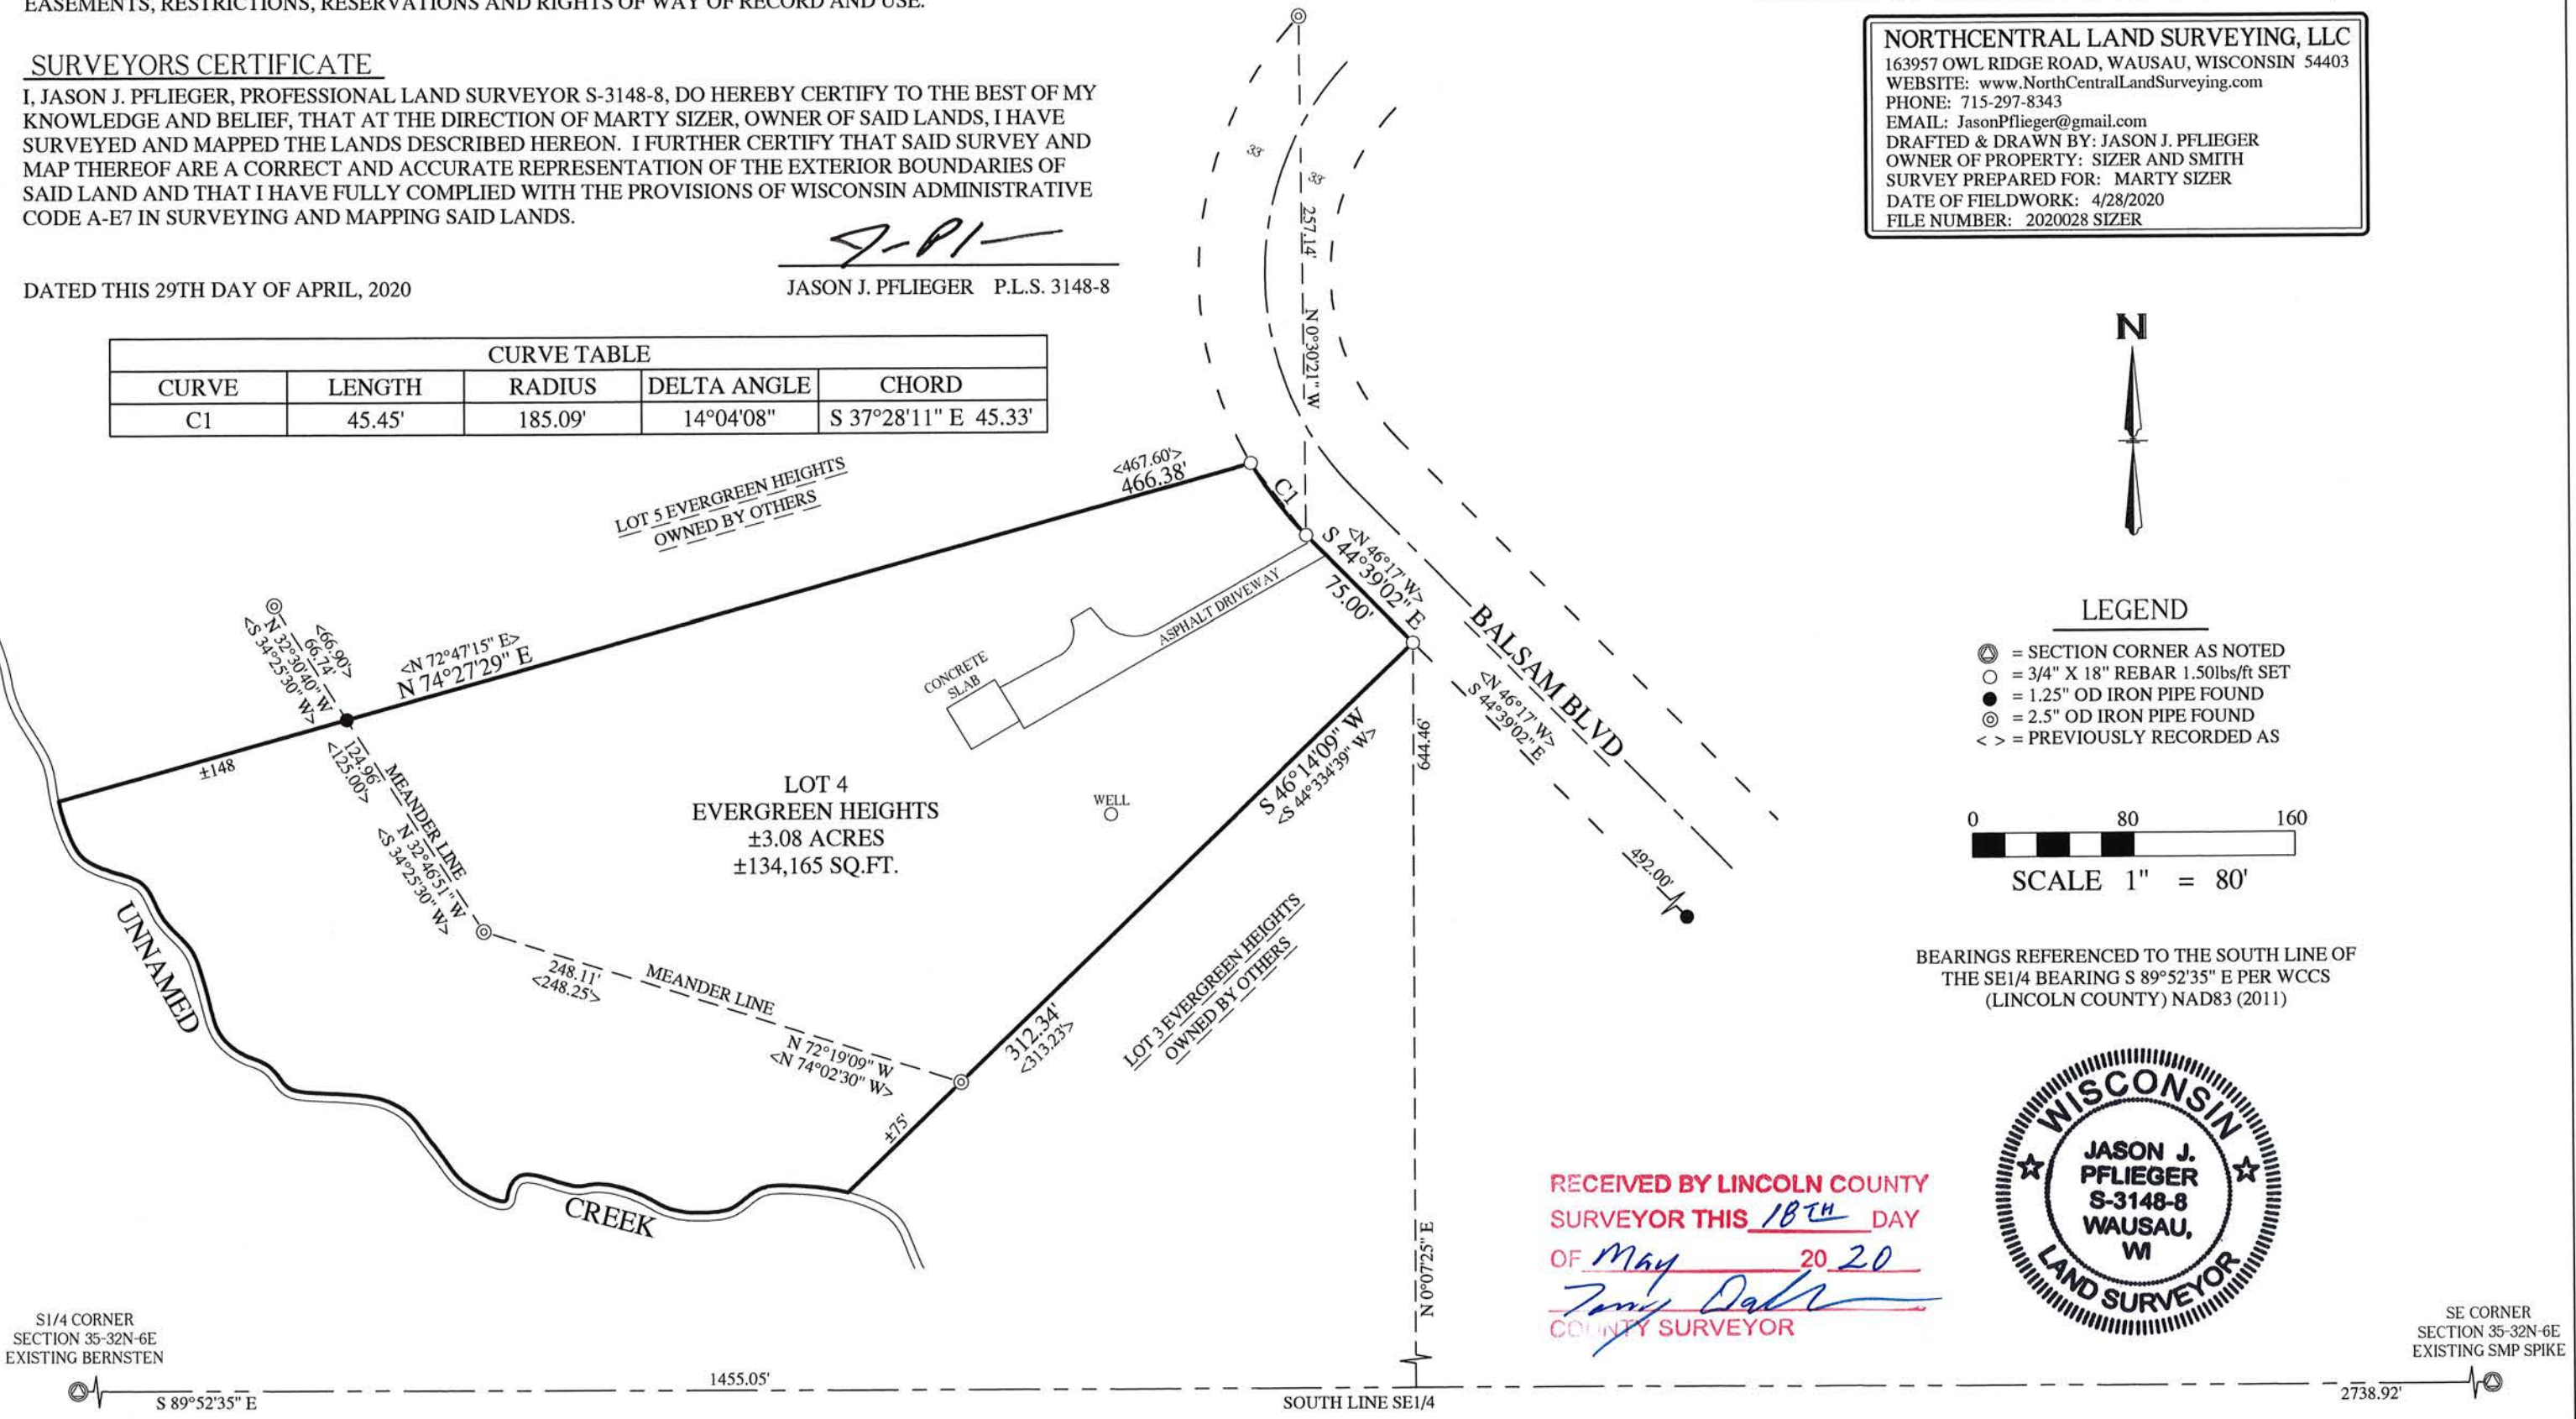 EASEMENTS, RESTRICTIONS, RESERVATIONS AND RIGHTS OF WAY OF RECORD AND USE.
SURVEYORS CERTIFICATE
I, JASON J. PFLIEGER, PROFESSIONAL LAND SURVEYOR S-3148-8, DO HEREBY CERTIFY TO THE BEST OF MY
KNOWLEDGE AND BELIEF, THAT AT THE DIRECTION OF MARTY SIZER, OWNER OF SAID LANDS, I HAVE
SURVEYED AND MAPPED THE LANDS DESCRIBED HEREON. I FURTHER CERTIFY THAT SAID SURVEY AND
MAP THEREOF ARE A CORRECT AND ACCURATE REPRESENTATION OF THE EXTERIOR BOUNDARIES OF
SAID LAND AND THAT I HAVE FULLY COMPLIED WITH THE PROVISIONS OF WISCONSIN ADMINISTRATIVE
CODE A-E7 IN SURVEYING AND MAPPING SAID LANDS.
DATED THIS 29TH DAY OF APRIL, 2020
JASON J. PFLIEGER P.L.S. 3148-8
CURVE TABLE
CURVE LENGTH RADIUS DELTA ANGLE CHORD
C1 45.45' 185.09' 14°04'08" S 37°28'11" E 45.33'
NORTHCENTRAL LAND SURVEYING, LLC
163957 OWL RIDGE ROAD, WAUSAU, WISCONSIN 54403
WEBSITE: www.NorthCentralLandSurveying.com
PHONE: 715-297-8343
EMAIL: JasonPflieger@gmail.com
DRAFTED & DRAWN BY: JASON J. PFLIEGER
OWNER OF PROPERTY: SIZER AND SMITH
SURVEY PREPARED FOR: MARTY SIZER
DATE OF FIELDWORK: 4/28/2020
FILE NUMBER: 2020028 SIZER
33'
33'
257.14'
N 0°30'21" W
LOT 5 EVERGREEN HEIGHTS
OWNED BY OTHERS
<467.60'>
466.38'
C1
<N 46°17' W>
S 44°39'02" E
75.00'
<N 72°47'15" E>
N 74°27'29" E
<66.90'>
66.74'
N 32°30'40" W
<S 34°25'30" W>
±148
124.96'
<125.00'>
MEANDER LINE
N 32°46'51" W
<S 34°25'30" W>
ASPHALT DRIVEWAY
CONCRETE
SLAB
BALSAM BLVD
<N 46°17' W>
S 44°39'02" E
492.00'
644.46'
LOT 4
EVERGREEN HEIGHTS
±3.08 ACRES
±134,165 SQ.FT.
WELL
S 46°14'09" W
<S 44°334'39" W>
312.34'
<313.23'>
LOT 3 EVERGREEN HEIGHTS
OWNED BY OTHERS
248.11'
<248.25'>
MEANDER LINE
N 72°19'09" W
<N 74°02'30" W>
±75'
UNNAMED
CREEK
N 0°07'25" E
N
LEGEND
= SECTION CORNER AS NOTED
= 3/4" X 18" REBAR 1.50lbs/ft SET
= 1.25" OD IRON PIPE FOUND
= 2.5" OD IRON PIPE FOUND
< > = PREVIOUSLY RECORDED AS
0 80 160
SCALE 1" = 80'
BEARINGS REFERENCED TO THE SOUTH LINE OF
THE SE1/4 BEARING S 89°52'35" E PER WCCS
(LINCOLN COUNTY) NAD83 (2011)
WISCONSIN
JASON J.
PFLIEGER
S-3148-8
WAUSAU,
WI
LAND SURVEYOR
RECEIVED BY LINCOLN COUNTY
SURVEYOR THIS 18TH DAY
OF May 20 20
COUNTY SURVEYOR
S1/4 CORNER
SECTION 35-32N-6E
EXISTING BERNSTEN
S 89°52'35" E
1455.05'
SOUTH LINE SE1/4
2738.92'
SE CORNER
SECTION 35-32N-6E
EXISTING SMP SPIKE